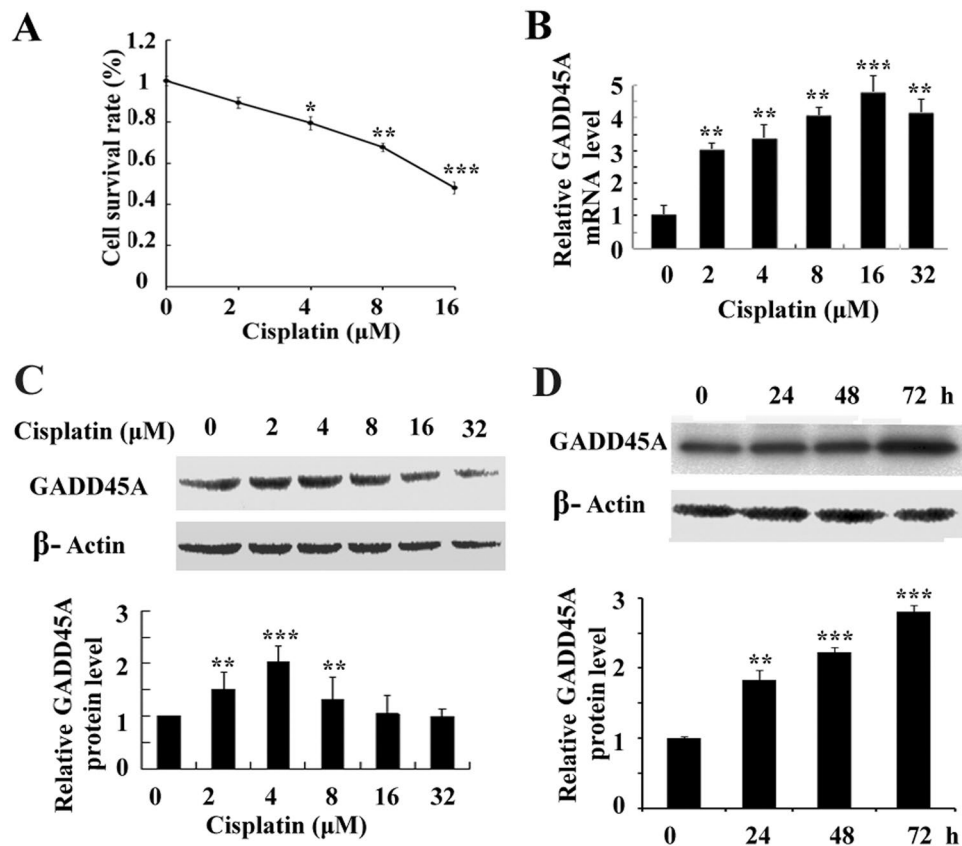 A
Cell survival rate (%)
1.2
1
0.8
0.6
0.4
0.2
0
0 2 4 8 16
* ** ***
Cisplatin (μM)
B
Relative GADD45A
mRNA level
5
4
3
2
1
0
** ** ** *** **
0 2 4 8 16 32
Cisplatin (μM)
C
Cisplatin (μM) 0 2 4 8 16 32
GADD45A
β- Actin
Relative GADD45A
protein level
3
2
1
0
** *** **
0 2 4 8 16 32
Cisplatin (μM)
D
0 24 48 72 h
GADD45A
β- Actin
Relative GADD45A
protein level
3
2
1
0
** *** ***
0 24 48 72 h